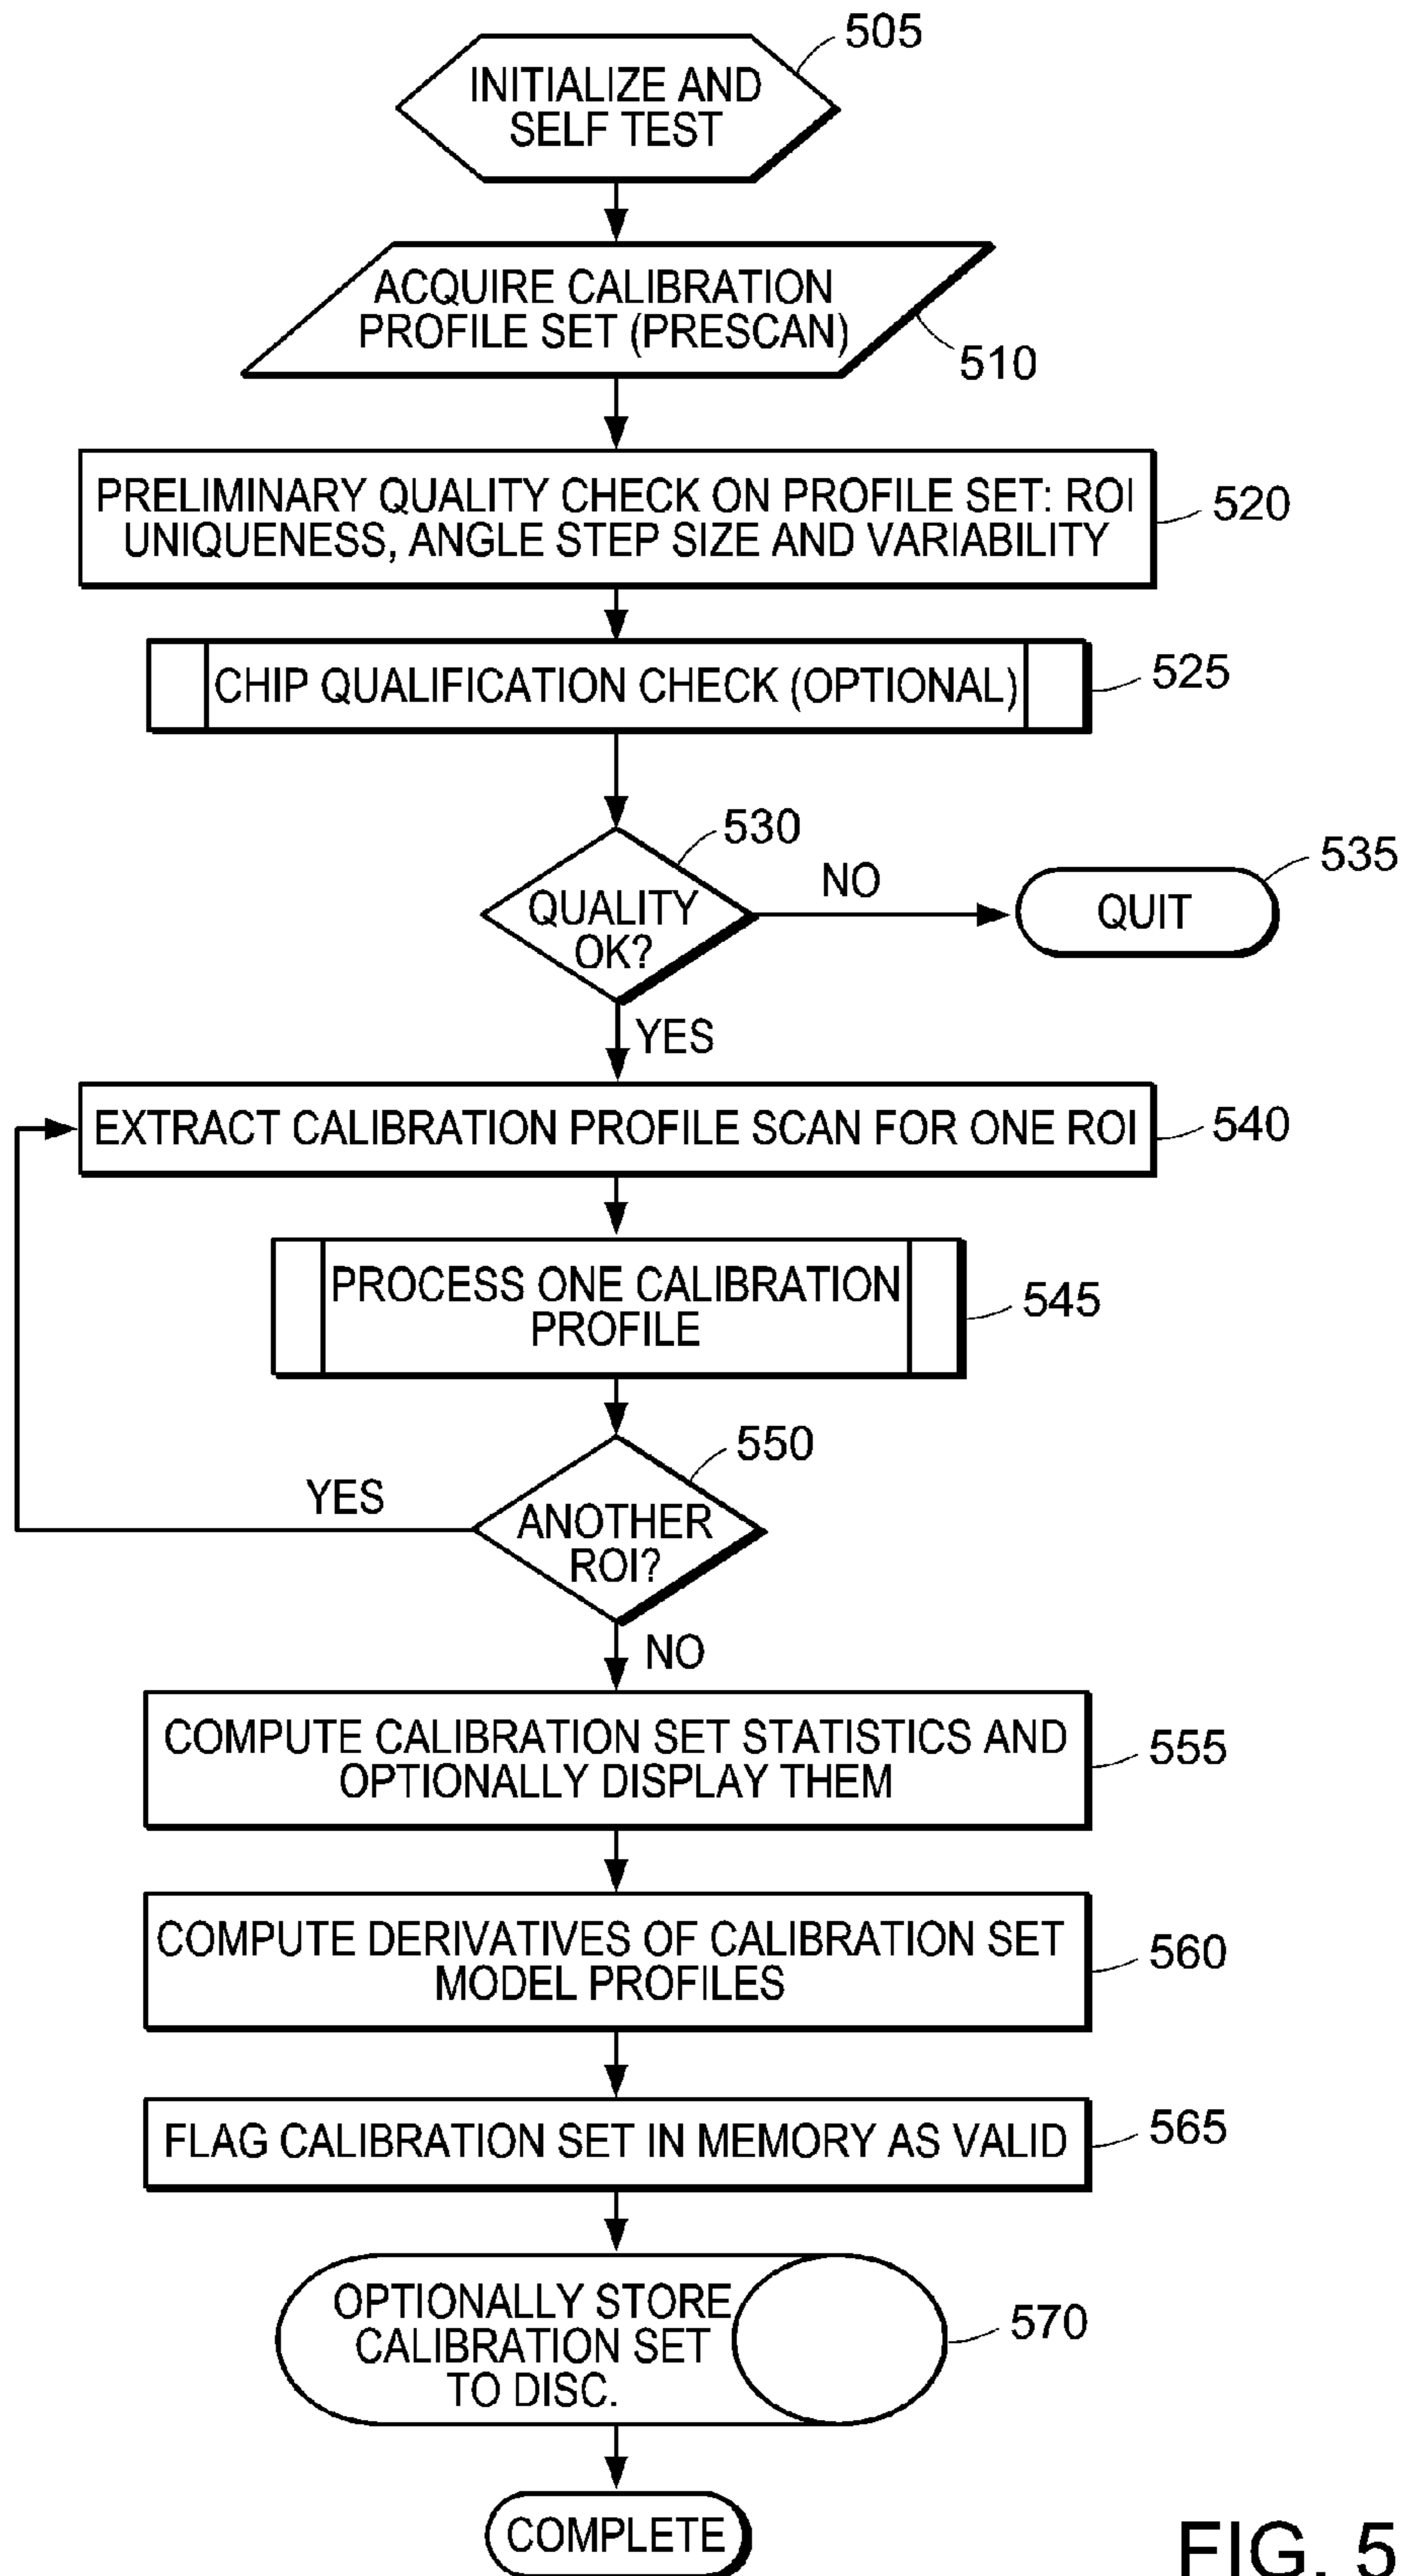 505
INITIALIZE AND
SELF TEST
ACQUIRE CALIBRATION
PROFILE SET (PRESCAN)
510
PRELIMINARY QUALITY CHECK ON PROFILE SET: ROI
UNIQUENESS, ANGLE STEP SIZE AND VARIABILITY
520
CHIP QUALIFICATION CHECK (OPTIONAL)
525
530
QUALITY
OK?
NO
535
QUIT
YES
EXTRACT CALIBRATION PROFILE SCAN FOR ONE ROI
540
PROCESS ONE CALIBRATION
PROFILE
545
550
ANOTHER
ROI?
YES
NO
COMPUTE CALIBRATION SET STATISTICS AND
OPTIONALLY DISPLAY THEM
555
COMPUTE DERIVATIVES OF CALIBRATION SET
MODEL PROFILES
560
FLAG CALIBRATION SET IN MEMORY AS VALID
565
OPTIONALLY STORE
CALIBRATION SET
TO DISC.
570
COMPLETE
FIG. 5